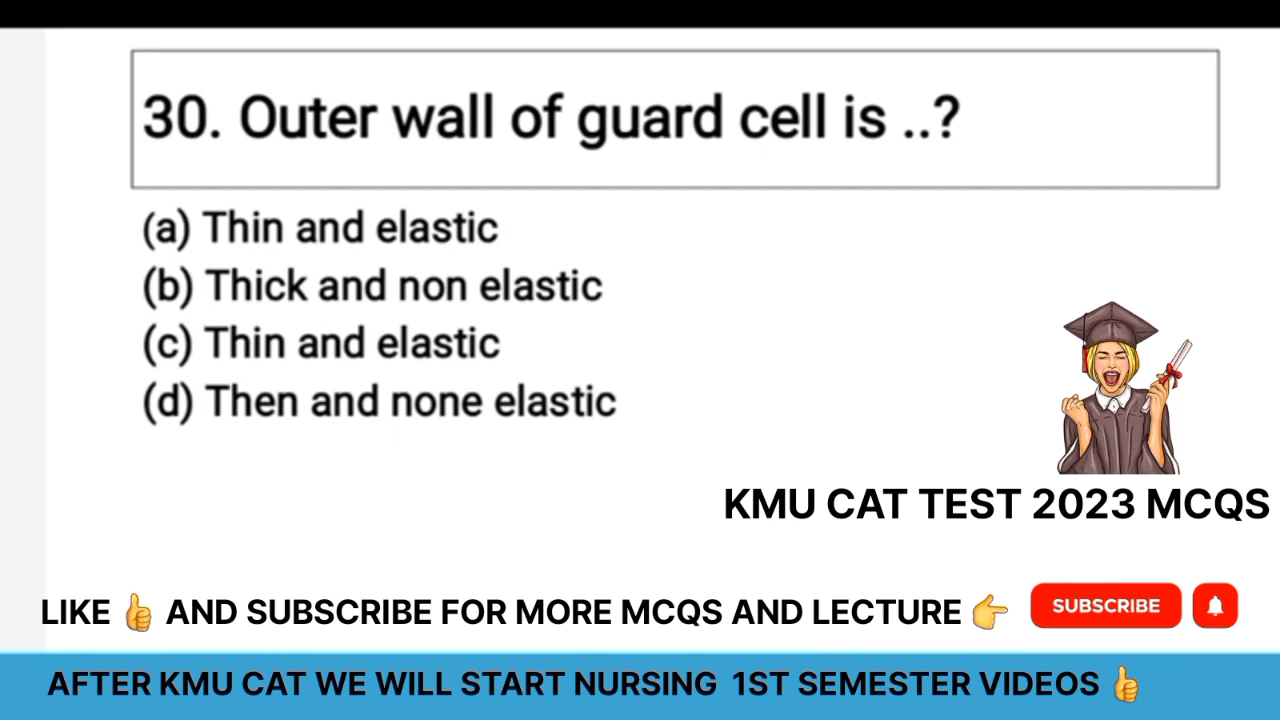 30. Outer wall of guard cell is ..?
(a) Thin and elastic
(b) Thick and non elastic
(c) Thin and elastic
(d) Then and none elastic
KMU CAT TEST 2023 MCQS
LIKE 👍 AND SUBSCRIBE FOR MORE MCQS AND LECTURE 👉 SUBSCRIBE
AFTER KMU CAT WE WILL START NURSING 1ST SEMESTER VIDEOS 👍